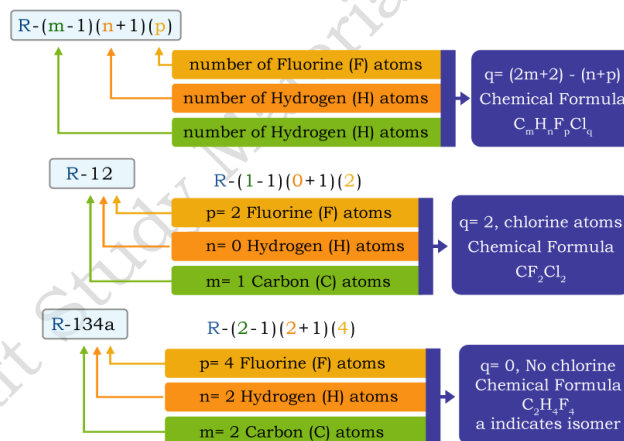 R-(m-1)(n+1)(p)
number of Fluorine (F) atoms
number of Hydrogen (H) atoms
number of Hydrogen (H) atoms
q= (2m+2) - (n+p)
Chemical Formula
CₘHₙFₚCl_q
R-12
R-(1-1)(0+1)(2)
p= 2 Fluorine (F) atoms
n= 0 Hydrogen (H) atoms
m= 1 Carbon (C) atoms
q= 2, chlorine atoms
Chemical Formula
CF₂Cl₂
R-134a
R-(2-1)(2+1)(4)
p= 4 Fluorine (F) atoms
n= 2 Hydrogen (H) atoms
m= 2 Carbon (C) atoms
q= 0, No chlorine
Chemical Formula
C₂H₄F₄
a indicates isomer